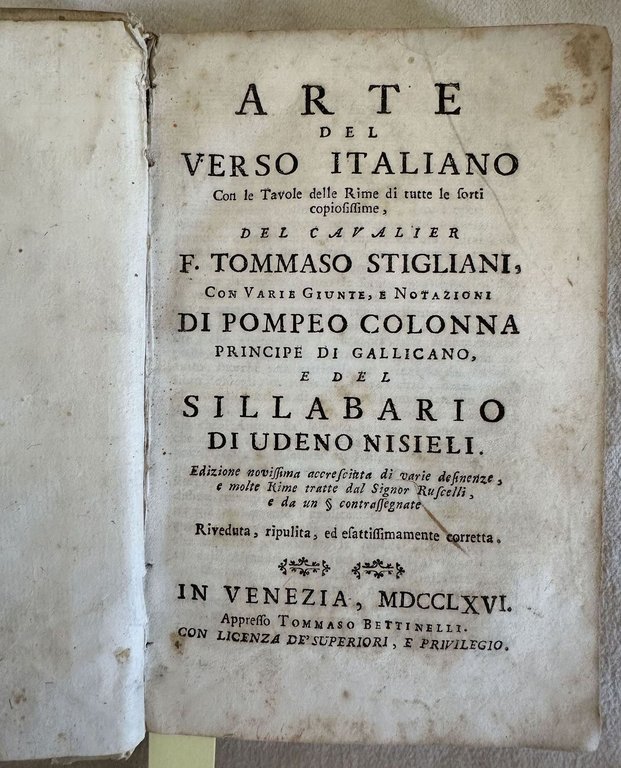 ARTE
DEL
VERSO ITALIANO
Con le Tavole delle Rime di tutte le ſorti
copioſiſſime,
DEL CAVALIER
F. TOMMASO STIGLIANI,
CON VARIE GIUNTE, E NOTAZIONI
DI POMPEO COLONNA
PRINCIPE DI GALLICANO,
E DEL
SILLABARIO
DI UDENO NISIELI.
Edizione noviſſima accreſciuta di varie deſinenze,
e molte Rime tratte dal Signor Ruſcelli,
e da un § contraſſegnate
Riveduta, ripulita, ed eſattiſſimamente corretta.
IN VENEZIA, MDCCLXVI.
Appreſſo TOMMASO BETTINELLI.
CON LICENZA DE' SUPERIORI, E PRIVILEGIO.